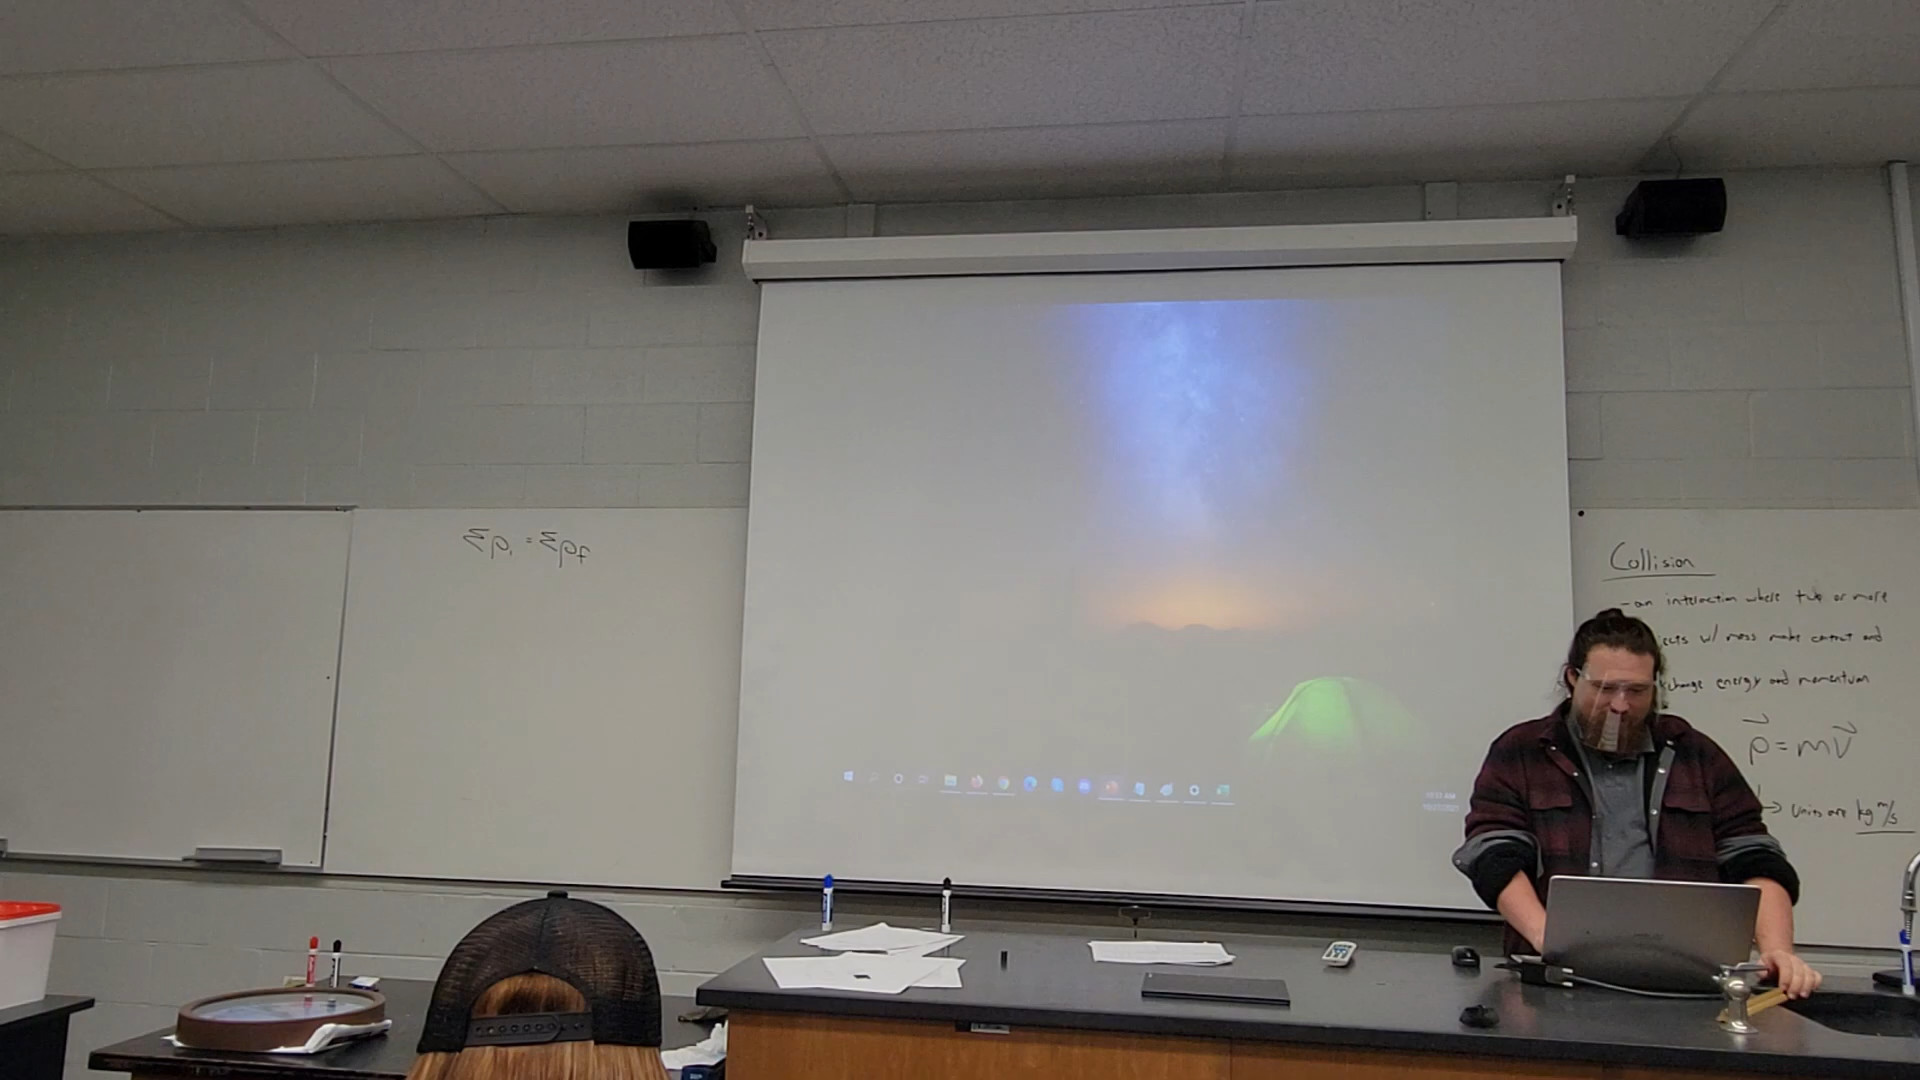 Σpᵢ = Σp_f
Collision
- an interaction where two or more
jects w/ mass make contact and
change energy and momentum
p⃗ = mv⃗
→ Units are kg m/s